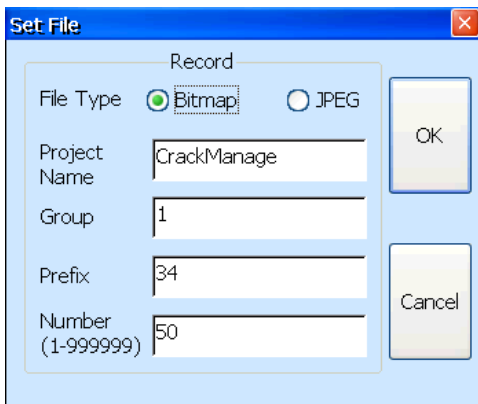 Set File
Record
File Type Bitmap JPEG
OK
Project
Name
CrackManage
Group 1
Prefix 34
Cancel
Number
(1-999999)
50